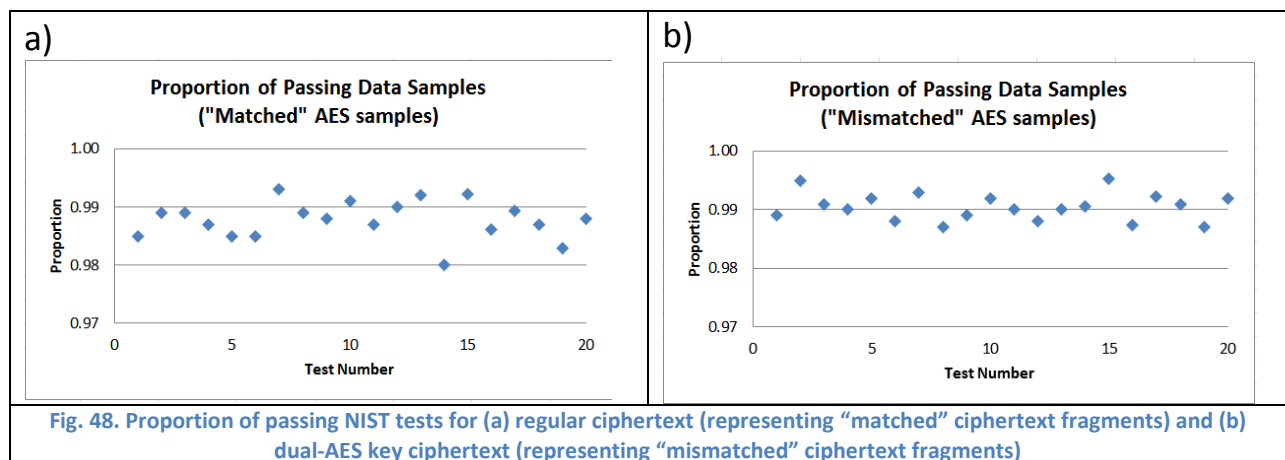 a)
Proportion of Passing Data Samples
("Matched" AES samples)
1.00
0.99
0.98
0.97
Proportion
0 5 10 15 20
Test Number
b)
Proportion of Passing Data Samples
("Mismatched" AES samples)
1.00
0.99
0.98
0.97
Proportion
0 5 10 15 20
Test Number
Fig. 48. Proportion of passing NIST tests for (a) regular ciphertext (representing “matched” ciphertext fragments) and (b)
dual-AES key ciphertext (representing “mismatched” ciphertext fragments)